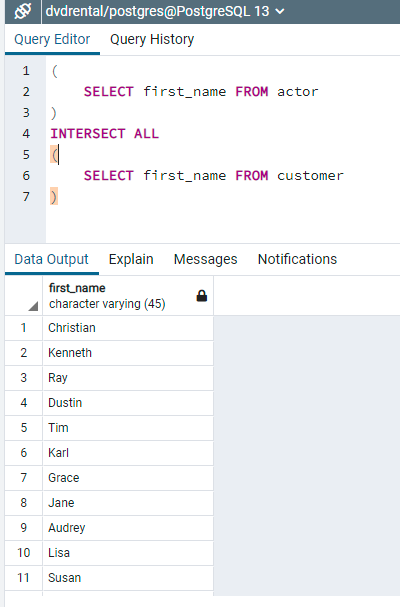 dvdrental/postgres@PostgreSQL 13
Query Editor Query History
1 (
2 SELECT first_name FROM actor
3 )
4 INTERSECT ALL
5 (
6 SELECT first_name FROM customer
7 )
Data Output Explain Messages Notifications
first_name
character varying (45)
1 Christian
2 Kenneth
3 Ray
4 Dustin
5 Tim
6 Karl
7 Grace
8 Jane
9 Audrey
10 Lisa
11 Susan